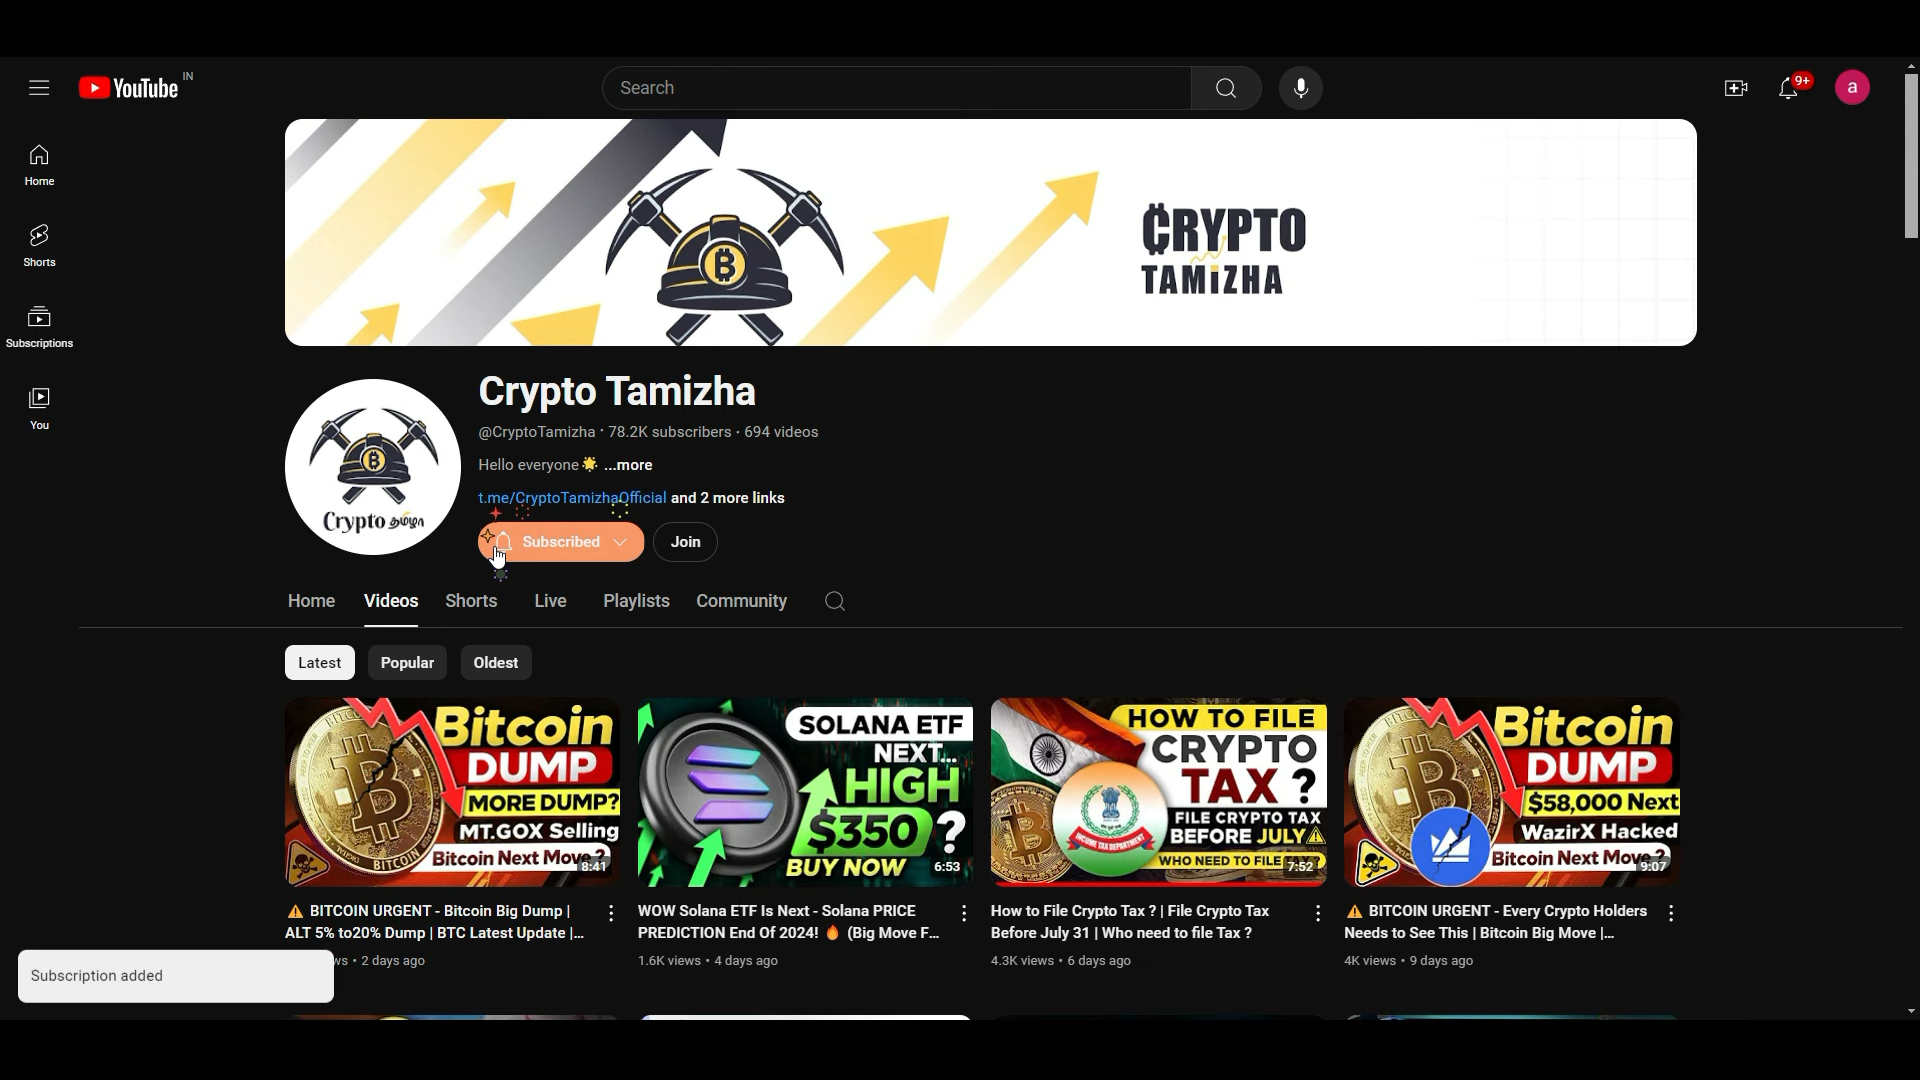 YouTube IN
Search
9+
a
Home
Shorts
Subscriptions
You
₿
CRYPTO
TAMIZHA
Crypto தமிழா
Crypto Tamizha
@CryptoTamizha • 78.2K subscribers • 694 videos
Hello everyone🌟 ...more
t.me/CryptoTamizhaOfficial and 2 more links
Subscribed
Join
Home Videos Shorts Live Playlists Community
Latest Popular Oldest
Bitcoin
DUMP
MORE DUMP?
MT.GOX Selling
Bitcoin Next Move ?
BITCOIN
8:41
⚠️ BITCOIN URGENT - Bitcoin Big Dump |
ALT 5% to20% Dump | BTC Latest Update |...
ws • 2 days ago
SOLANA ETF
NEXT...
HIGH
$350 ?
BUY NOW
6:53
WOW Solana ETF Is Next - Solana PRICE
PREDICTION End Of 2024! 🔥 (Big Move F...
1.6K views • 4 days ago
HOW TO FILE
CRYPTO
TAX ?
FILE CRYPTO TAX
BEFORE JULY⚠️
WHO NEED TO FILE
INCOME TAX DEPARTMENT
7:52
How to File Crypto Tax ? | File Crypto Tax
Before July 31 | Who need to file Tax ?
4.3K views • 6 days ago
Bitcoin
DUMP
$58,000 Next
WazirX Hacked
Bitcoin Next Move ?
9:07
⚠️ BITCOIN URGENT - Every Crypto Holders
Needs to See This | Bitcoin Big Move |...
4K views • 9 days ago
Subscription added